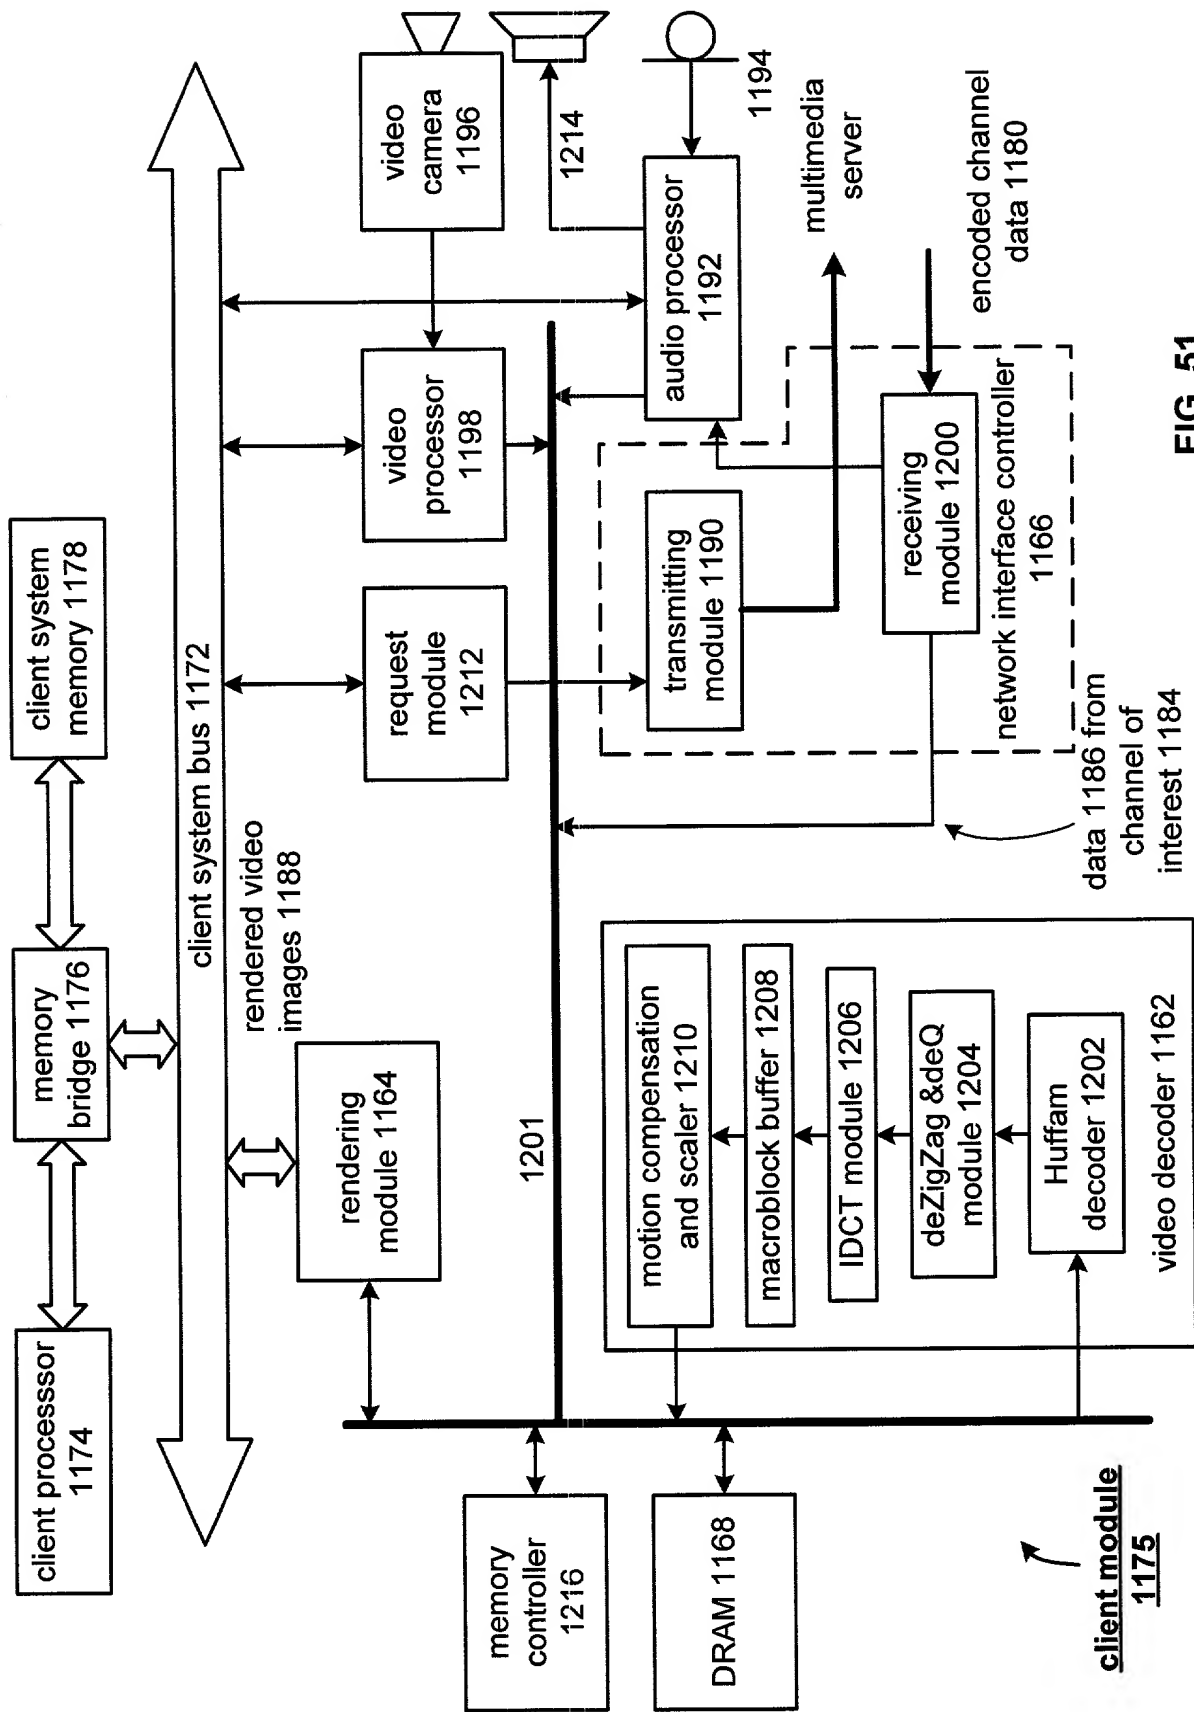 client processsor
1174
memory
bridge 1176
client system
memory 1178
client system bus 1172
rendered video
images 1188
rendering
module 1164
request
module
1212
video
processor
1198
video
camera
1196
1214
1194
audio processor
1192
1201
memory
controller
1216
DRAM 1168
motion compensation
and scaler 1210
macroblock buffer 1208
IDCT module 1206
deZigZag &deQ
module 1204
Huffam
decoder 1202
video decoder 1162
transmitting
module 1190
receiving
module 1200
network interface controller
1166
multimedia
server
encoded channel
data 1180
data 1186 from
channel of
interest 1184
client module
1175
FIG. 51